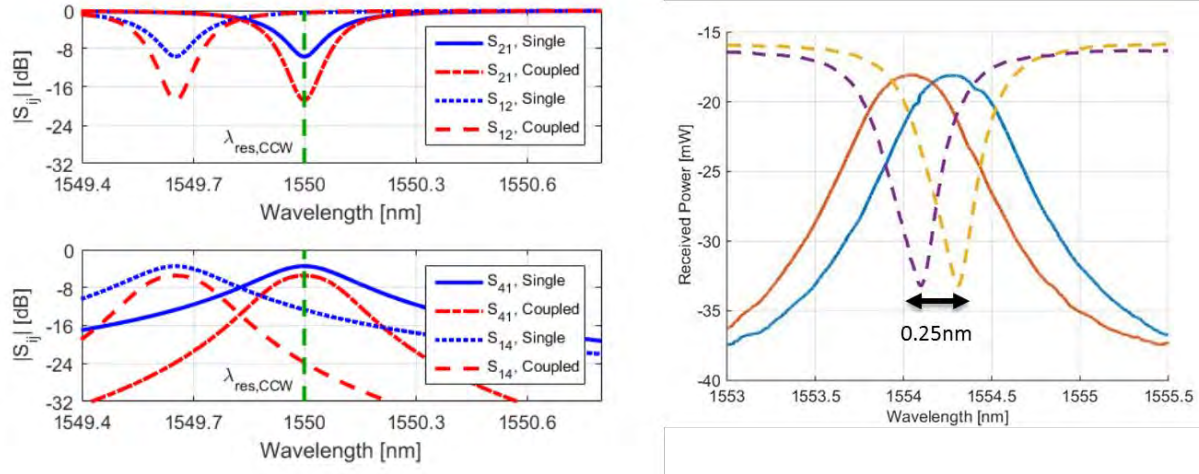 |Sij| [dB]
0
-8
-16
-24
-32
S21, Single
S21, Coupled
S12, Single
S12, Coupled
λres,CCW
1549.4 1549.7 1550 1550.3 1550.6
Wavelength [nm]
|Sij| [dB]
0
-8
-16
-24
-32
S41, Single
S41, Coupled
S14, Single
S14, Coupled
λres,CCW
1549.4 1549.7 1550 1550.3 1550.6
Wavelength [nm]
Received Power [mW]
-15
-20
-25
-30
-35
-40
0.25nm
1553 1553.5 1554 1554.5 1555 1555.5
Wavelength [nm]